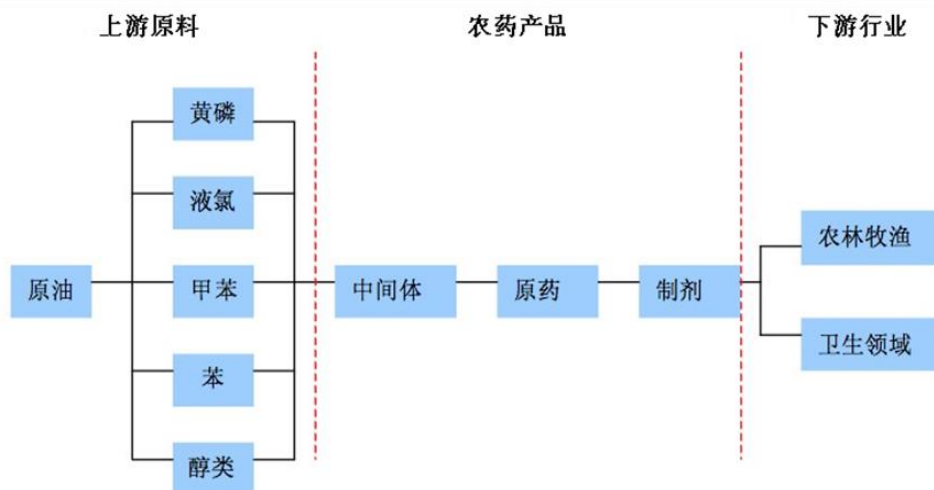 上游原料
农药产品
下游行业
黄磷
液氯
甲苯
苯
醇类
原油
中间体
原药
制剂
农林牧渔
卫生领域